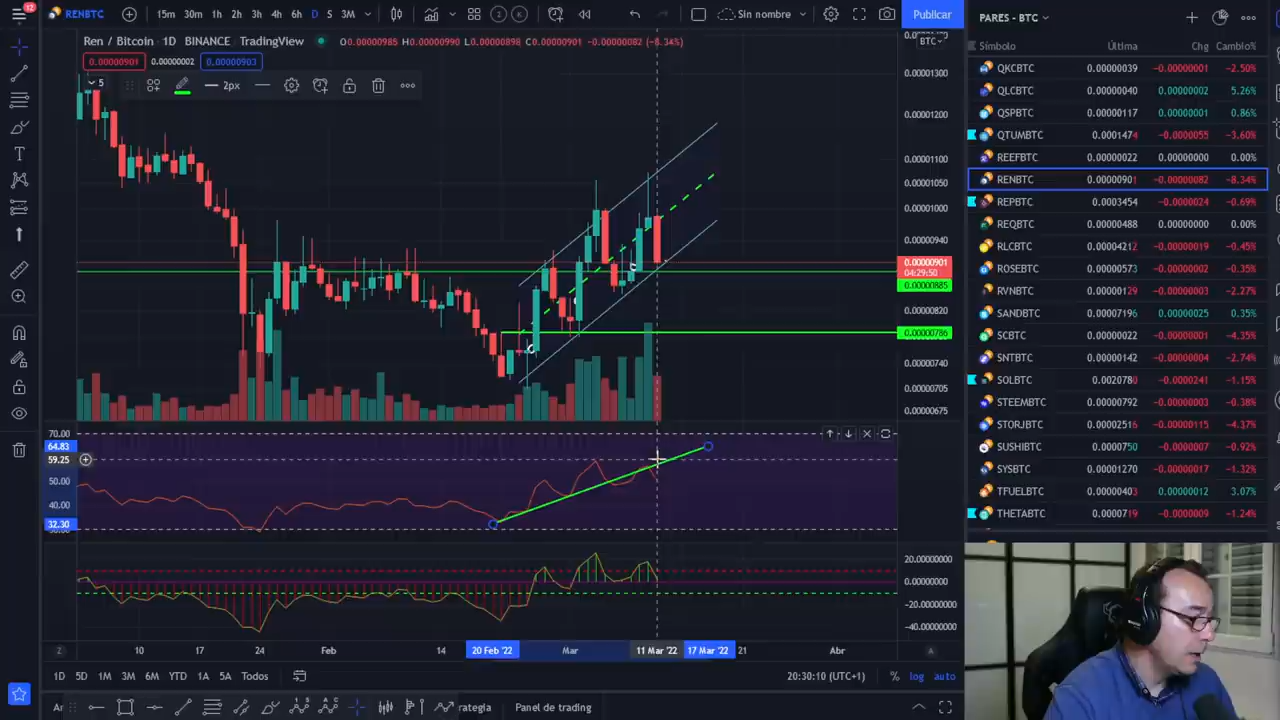 12
RENBTC
15m 30m 1h 2h 3h 4h 6h D S 3M
2 K
Sin nombre
Publicar
Ren / Bitcoin · 1D · BINANCE · TradingView
O0.00000985 H0.00000990 L0.00000898 C0.00000901 -0.00000082 (-8.34%)
BTC
0.00000901 0.00000002 0.00000903
5
2px
0.00001300
0.00001200
0.00001100
0.00001050
0.00001000
0.00000940
0.00000901
04:29:50
0.00000885
0.00000820
0.00000786
0.00000740
0.00000705
0.00000675
70.00
64.83
59.25
50.00
40.00
32.30
20.00000000
0.00000000
-20.00000000
-40.00000000
Z 10 17 24 Feb 14 20 Feb '22 Mar 11 Mar '22 17 Mar '22 21 Abr A
1D 5D 1M 3M 6M YTD 1A 5A Todos
20:30:10 (UTC+1) % log auto
rategia Panel de trading
PARES - BTC
Símbolo Última Chg Cambio%
QKCBTC 0.00000039 -0.00000001 -2.50%
QLCBTC 0.00000040 0.00000002 5.26%
QSPBTC 0.00000117 0.00000001 0.86%
QTUMBTC 0.0001474 -0.0000055 -3.60%
REEFBTC 0.00000022 0.00000000 0.00%
RENBTC 0.00000901 -0.00000082 -8.34%
REPBTC 0.0003454 -0.0000024 -0.69%
REQBTC 0.00000488 0.00000000 0.00%
RLCBTC 0.00004212 -0.00000019 -0.45%
ROSEBTC 0.00000573 -0.00000002 -0.35%
RVNBTC 0.00000129 -0.00000003 -2.27%
SANDBTC 0.00007196 0.00000025 0.35%
SCBTC
SNTBTC 0.00000142 -0.00000004 -2.74%
SOLBTC 0.0020780 -0.0000241 -1.15%
STEEMBTC 0.00000792 -0.00000003 -0.38%
STORJBTC 0.00002516 -0.00000115 -4.37%
SUSHIBTC 0.0000750 -0.0000007 -0.92%
SYSBTC 0.00001270 -0.00000017 -1.32%
TFUELBTC 0.00000403 0.00000012 3.07%
THETABTC 0.0000719 -0.0000009 -1.24%